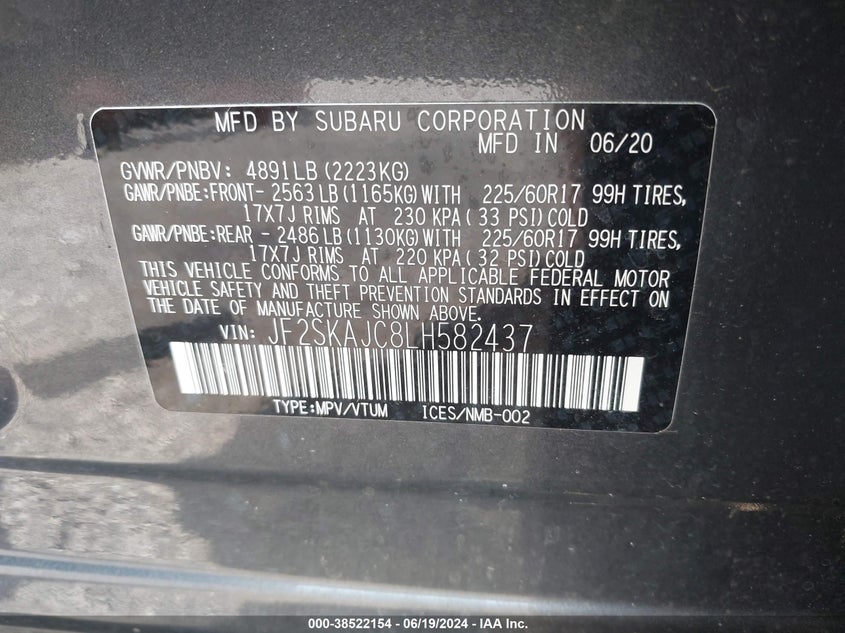 MFD BY SUBARU CORPORATION
MFD IN 06/20
GVWR/PNBV: 4891LB (2223KG)
GAWR/PNBE:FRONT- 2563LB (1165KG) WITH 225/60R17 99H TIRES,
17X7J RIMS AT 230 KPA ( 33 PSI) COLD
GAWR/PNBE:REAR - 2486LB (1130KG) WITH 225/60R17 99H TIRES,
17X7J RIMS AT 220 KPA ( 32 PSI) COLD
THIS VEHICLE CONFORMS TO ALL APPLICABLE FEDERAL MOTOR
VEHICLE SAFETY AND THEFT PREVENTION STANDARDS IN EFFECT ON
THE DATE OF MANUFACTURE SHOWN ABOVE.
VIN: JF2SKAJC8LH582437
TYPE:MPV/VTUM ICES/NMB-002
000-38522154 - 06/19/2024 - IAA Inc.